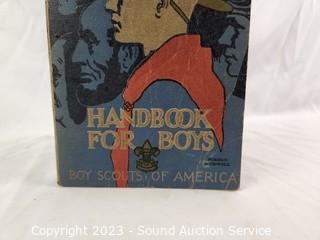 HANDBOOK
FOR BOYS
BOY SCOUTS OF AMERICA
Copyright © 2023 - Sound Auction Service